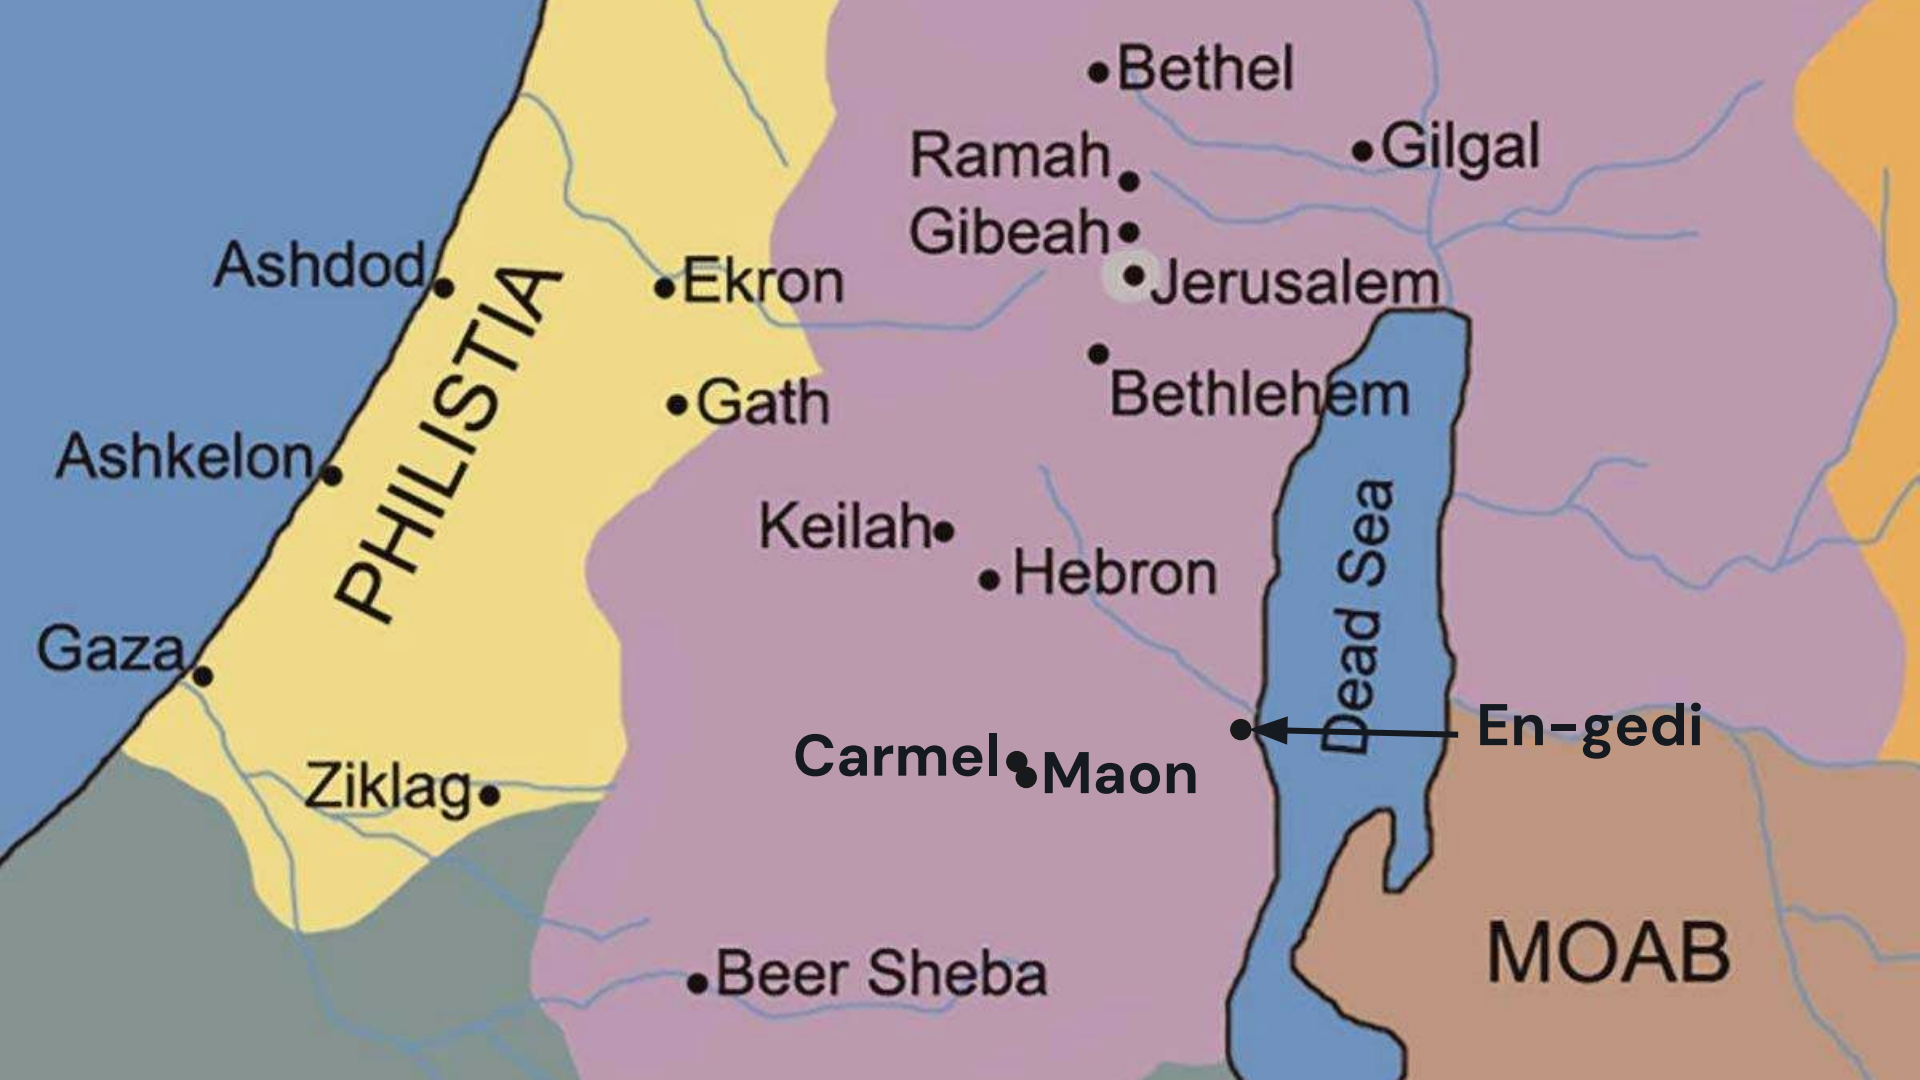 Bethel
Ramah
Gilgal
Gibeah
Ashdod
Ekron
Jerusalem
PHILISTIA
Gath
Bethlehem
Ashkelon
Keilah
Hebron
Dead Sea
Gaza
En-gedi
Carmel
Maon
Ziklag
MOAB
Beer Sheba